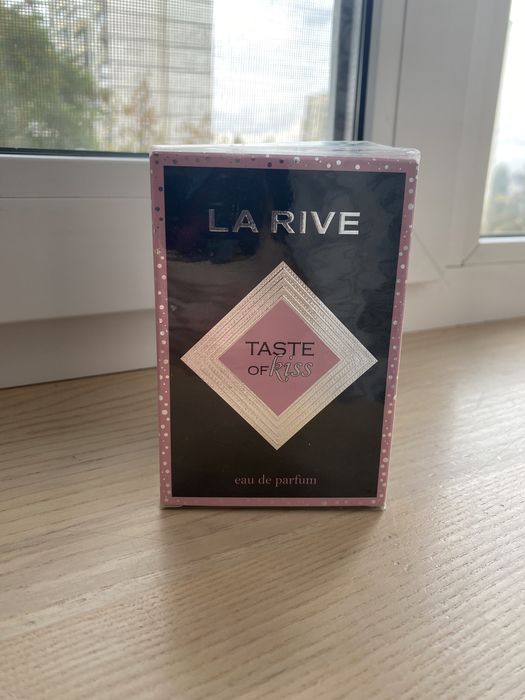 LA RIVE
TASTE
OF kiss
eau de parfum